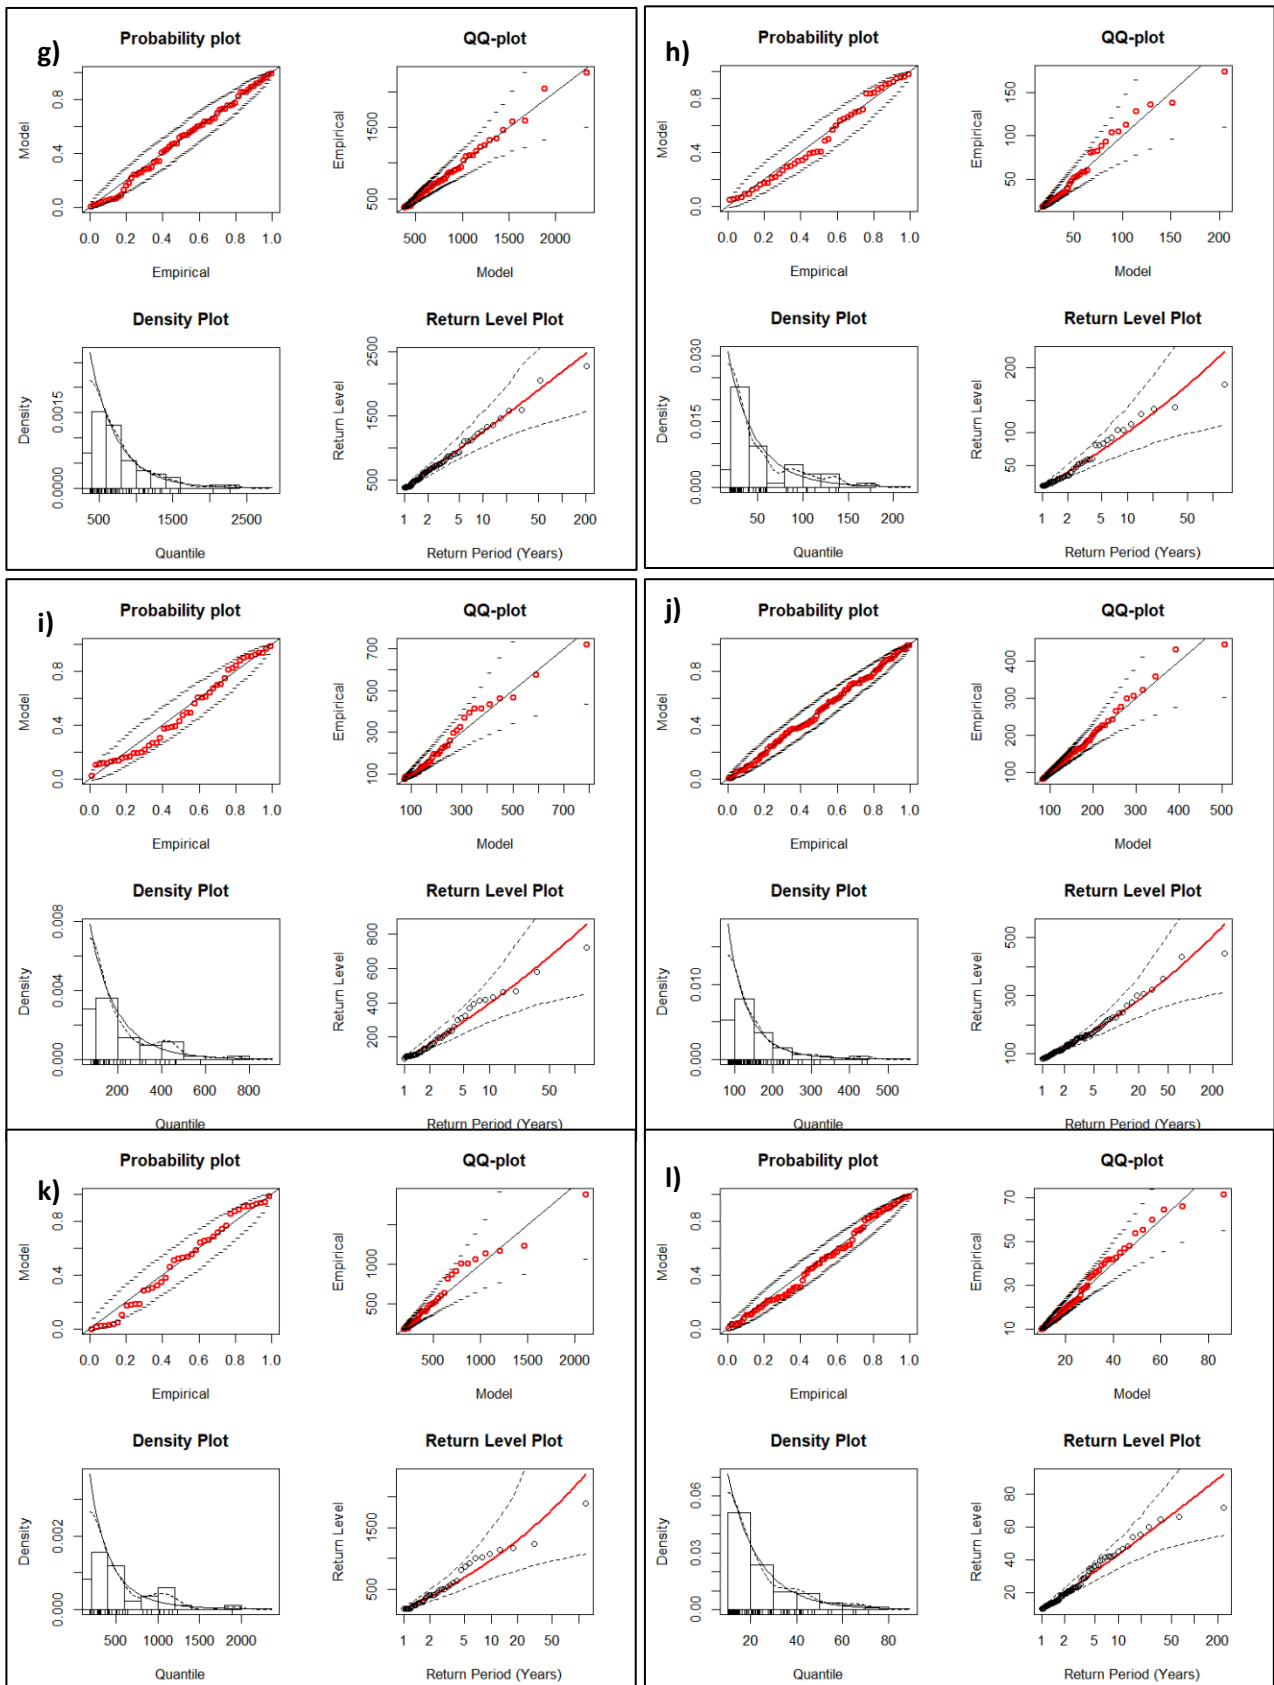 g)
Probability plot
Model
0.0 0.4 0.8
0.0 0.2 0.4 0.6 0.8 1.0
Empirical
QQ-plot
Empirical
500 1500
500 1000 2000
Model
Density Plot
Density
0.0000 0.0015
500 1500 2500
Quantile
Return Level Plot
Return Level
500 1500 2500
1 2 5 10 50 200
Return Period (Years)
h)
Probability plot
Model
0.0 0.4 0.8
0.0 0.2 0.4 0.6 0.8 1.0
Empirical
QQ-plot
Empirical
50 100 150
50 100 150 200
Model
Density Plot
Density
0.000 0.015 0.030
50 100 150 200
Quantile
Return Level Plot
Return Level
50 100 200
1 2 5 10 50
Return Period (Years)
i)
Probability plot
Model
0.0 0.4 0.8
0.0 0.2 0.4 0.6 0.8 1.0
Empirical
QQ-plot
Empirical
100 300 500 700
100 300 500 700
Model
Density Plot
Density
0.000 0.004 0.008
200 400 600 800
Quantile
Return Level Plot
Return Level
200 400 600 800
1 2 5 10 50
Return Period (Years)
j)
Probability plot
Model
0.0 0.4 0.8
0.0 0.2 0.4 0.6 0.8 1.0
Empirical
QQ-plot
Empirical
100 200 300 400
100 200 300 400 500
Model
Density Plot
Density
0.000 0.010
100 200 300 400 500
Quantile
Return Level Plot
Return Level
100 300 500
1 2 5 20 50 200
Return Period (Years)
k)
Probability plot
Model
0.0 0.4 0.8
0.0 0.2 0.4 0.6 0.8 1.0
Empirical
QQ-plot
Empirical
500 1000
500 1000 2000
Model
Density Plot
Density
0.000 0.002
500 1000 2000
Quantile
Return Level Plot
Return Level
500 1500
1 2 5 10 20 50
Return Period (Years)
l)
Probability plot
Model
0.0 0.4 0.8
0.0 0.2 0.4 0.6 0.8 1.0
Empirical
QQ-plot
Empirical
10 30 50 70
20 40 60 80
Model
Density Plot
Density
0.00 0.03 0.06
20 40 60 80
Quantile
Return Level Plot
Return Level
20 40 60 80
1 2 5 10 50 200
Return Period (Years)